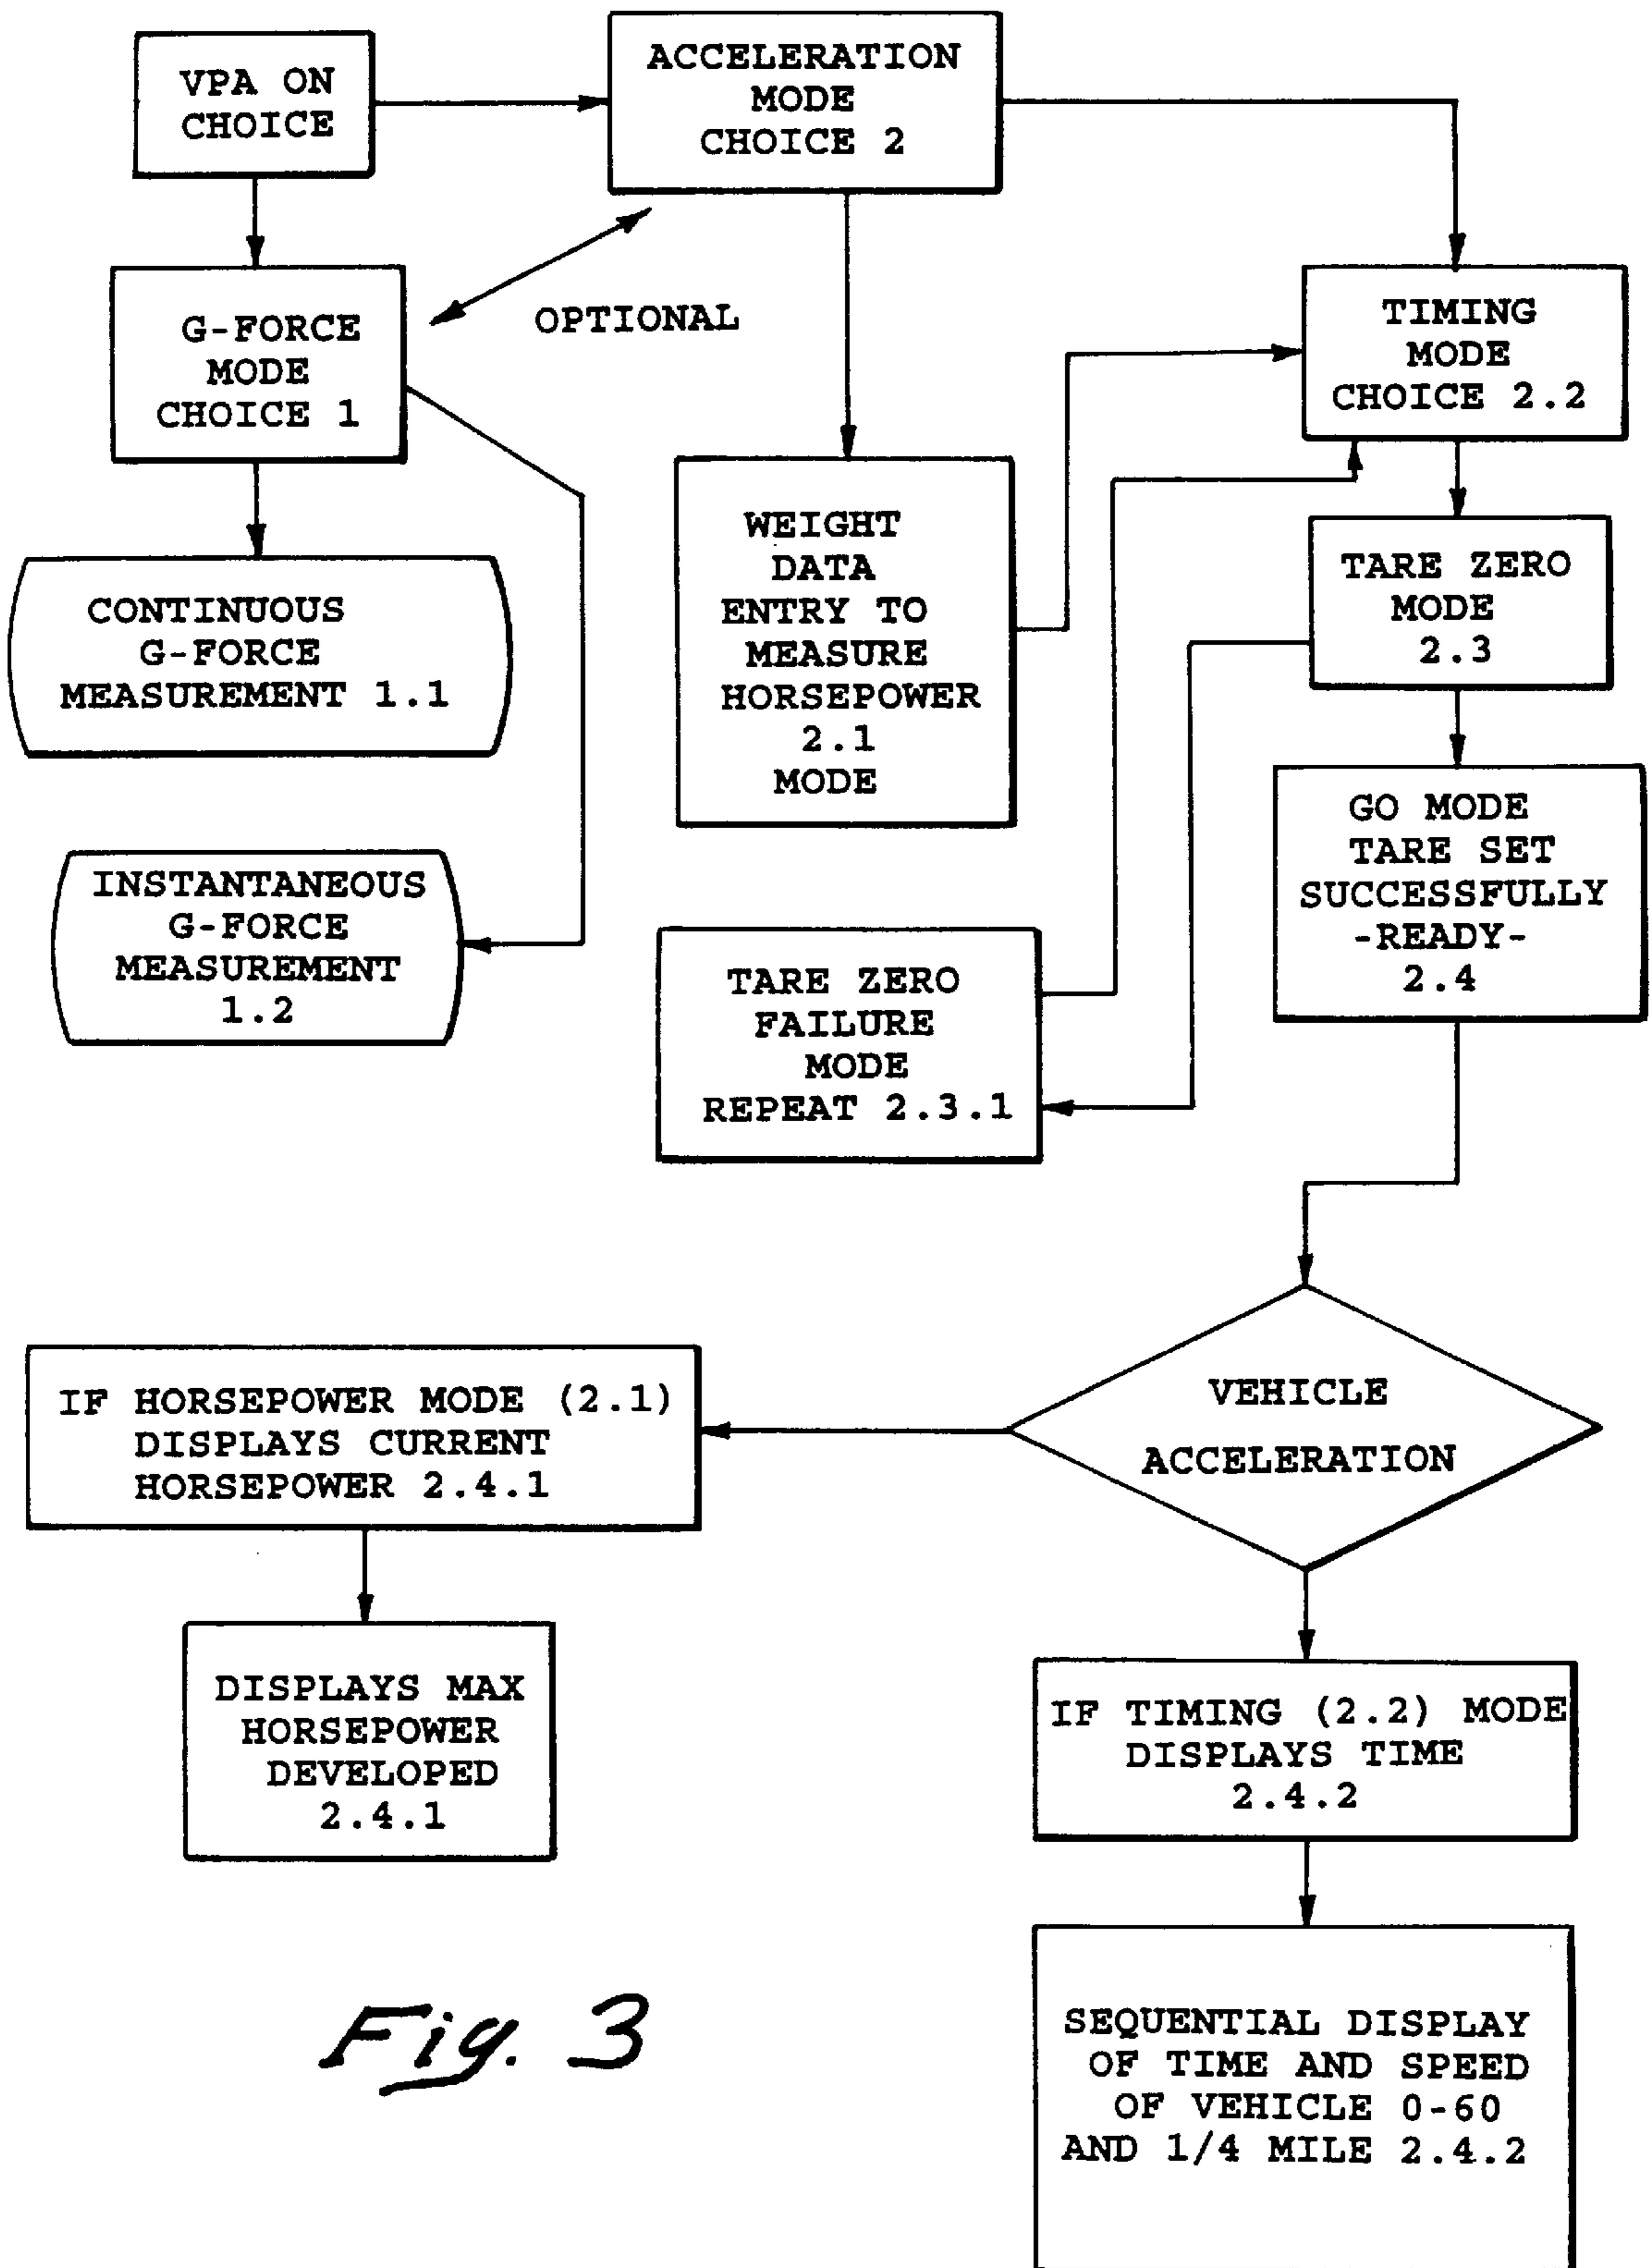 VPA ON
CHOICE
ACCELERATION
MODE
CHOICE 2
G-FORCE
MODE
CHOICE 1
OPTIONAL
TIMING
MODE
CHOICE 2.2
CONTINUOUS
G-FORCE
MEASUREMENT 1.1
WEIGHT
DATA
ENTRY TO
MEASURE
HORSEPOWER
2.1
MODE
TARE ZERO
MODE
2.3
INSTANTANEOUS
G-FORCE
MEASUREMENT
1.2
TARE ZERO
FAILURE
MODE
REPEAT 2.3.1
GO MODE
TARE SET
SUCCESSFULLY
-READY-
2.4
VEHICLE
ACCELERATION
IF HORSEPOWER MODE (2.1)
DISPLAYS CURRENT
HORSEPOWER 2.4.1
DISPLAYS MAX
HORSEPOWER
DEVELOPED
2.4.1
IF TIMING (2.2) MODE
DISPLAYS TIME
2.4.2
SEQUENTIAL DISPLAY
OF TIME AND SPEED
OF VEHICLE 0-60
AND 1/4 MILE 2.4.2
Fig. 3